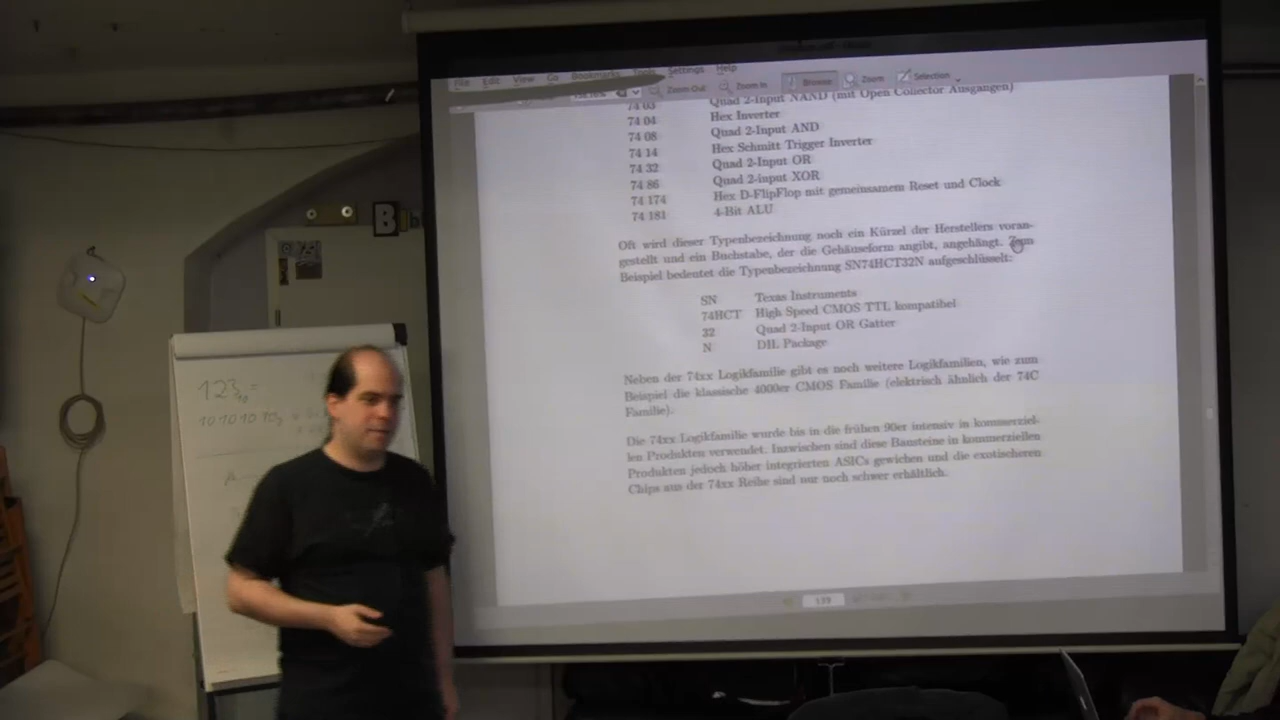 File Edit View Go Bookmarks Tools Settings Help
Zoom Out Zoom In Browse Zoom Selection
74 03 Quad 2-Input NAND (mit Open Collector Ausgängen)
74 04 Hex Inverter
74 08 Quad 2-Input AND
74 14 Hex Schmitt Trigger Inverter
74 32 Quad 2-Input OR
74 86 Quad 2-input XOR
74 174 Hex D-FlipFlop mit gemeinsamem Reset und Clock
74 181 4-Bit ALU
Oft wird dieser Typenbezeichnung noch ein Kürzel der Herstellers voran-
gestellt und ein Buchstabe, der die Gehäuseform angibt, angehängt. Zum
Beispiel bedeutet die Typenbezeichnung SN74HCT32N aufgeschlüsselt:
SN Texas Instruments
74HCT High Speed CMOS TTL kompatibel
32 Quad 2-Input OR Gatter
N DIL Package
Neben der 74xx Logikfamilie gibt es noch weitere Logikfamilien, wie zum
Beispiel die klassische 4000er CMOS Familie (elektrisch ähnlich der 74C
Familie).
Die 74xx Logikfamilie wurde bis in die frühen 90er intensiv in kommerziel-
len Produkten verwendet. Inzwischen sind diese Bausteine in kommerziellen
Produkten jedoch höher integrierten ASICs gewichen und die exotischeren
Chips aus der 74xx Reihe sind nur noch schwer erhältlich.
139
B
123